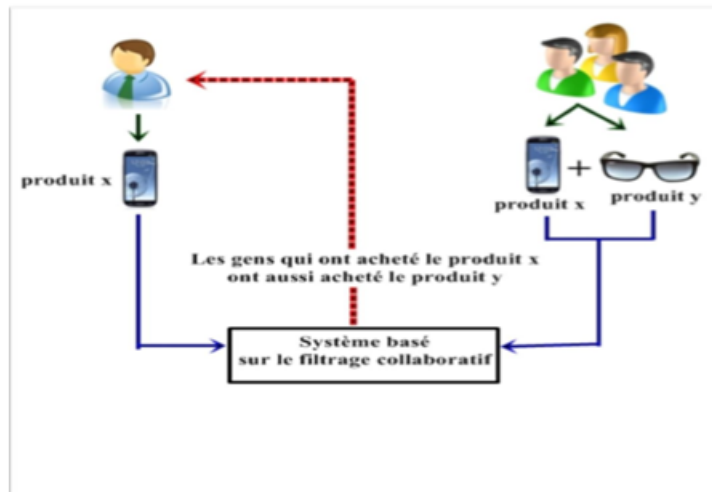 produit x
produit x
produit y
Les gens qui ont acheté le produit x
ont aussi acheté le produit y
Système basé
sur le filtrage collaboratif